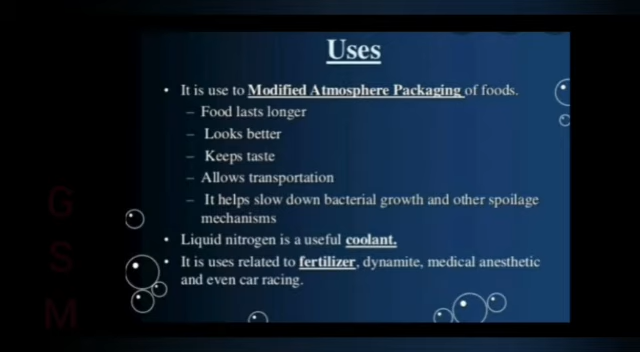 Uses
• It is use to Modified Atmosphere Packaging of foods.
– Food lasts longer
– Looks better
– Keeps taste
– Allows transportation
– It helps slow down bacterial growth and other spoilage
mechanisms
• Liquid nitrogen is a useful coolant.
• It is uses related to fertilizer, dynamite, medical anesthetic
and even car racing.
G
S
M